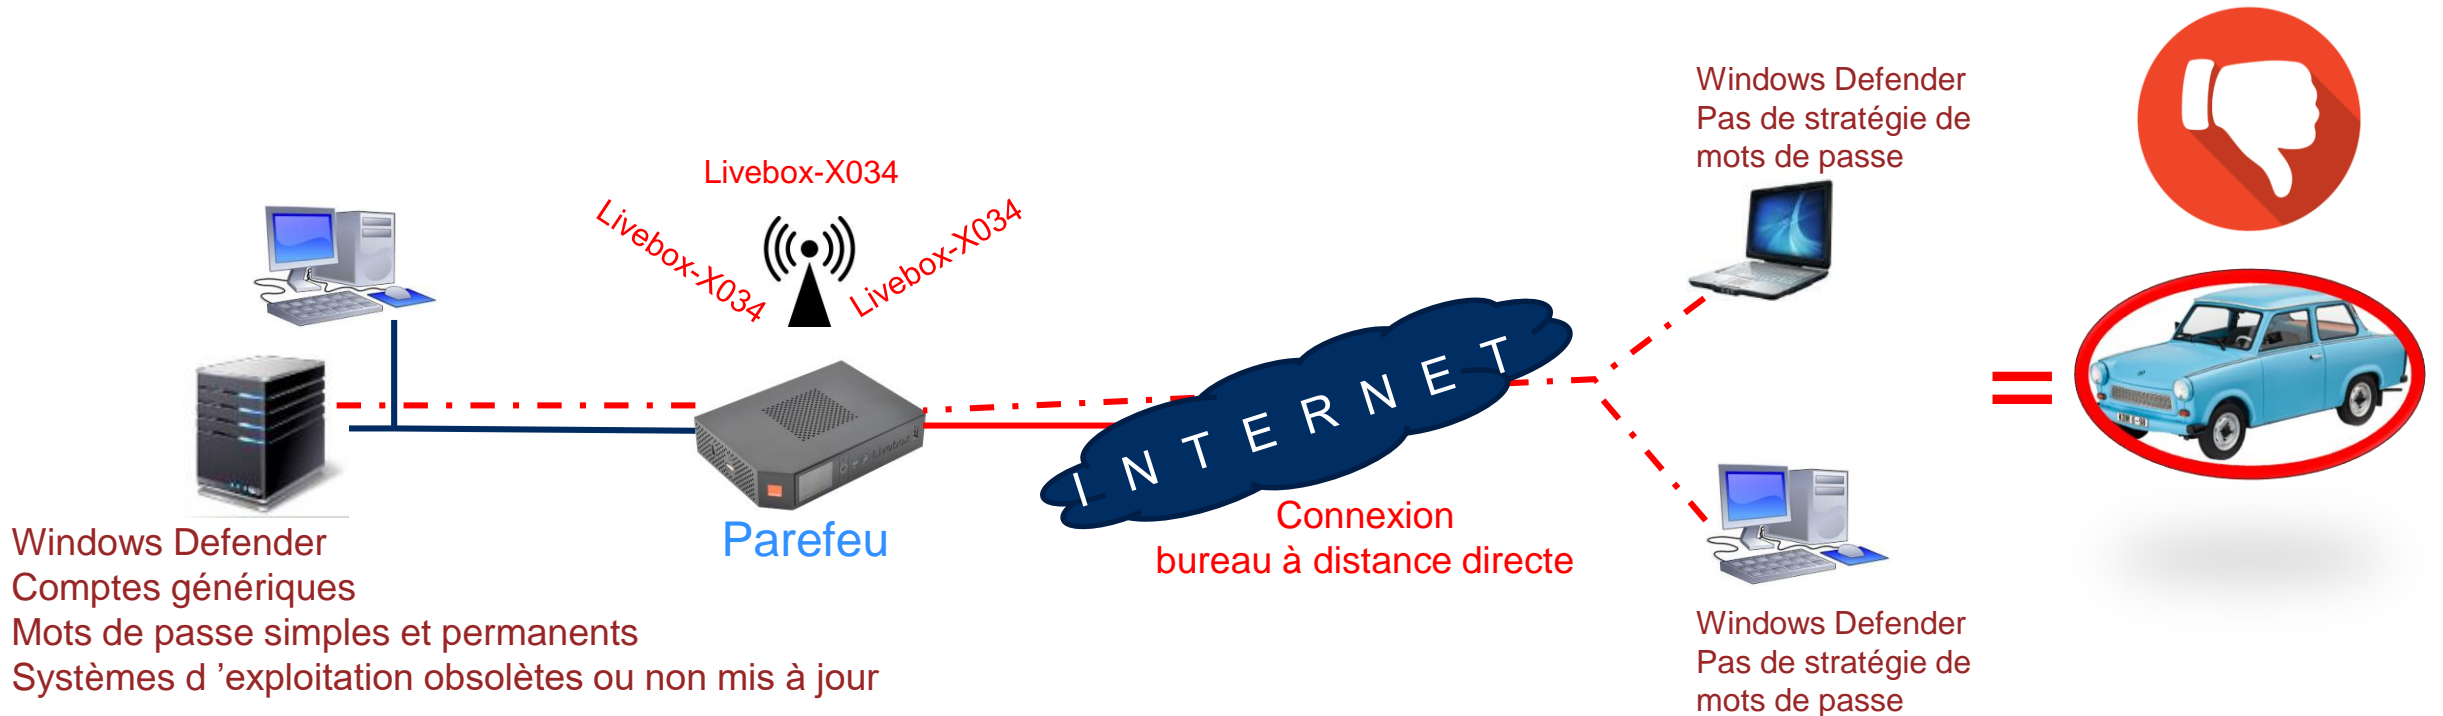 Windows Defender
Pas de stratégie de
mots de passe
Livebox-X034
Livebox-X034
Livebox-X034
INTERNET
Livebox
Parefeu
Connexion
bureau à distance directe
Windows Defender
Comptes génériques
Mots de passe simples et permanents
Systèmes d ’exploitation obsolètes ou non mis à jour
Windows Defender
Pas de stratégie de
mots de passe
=